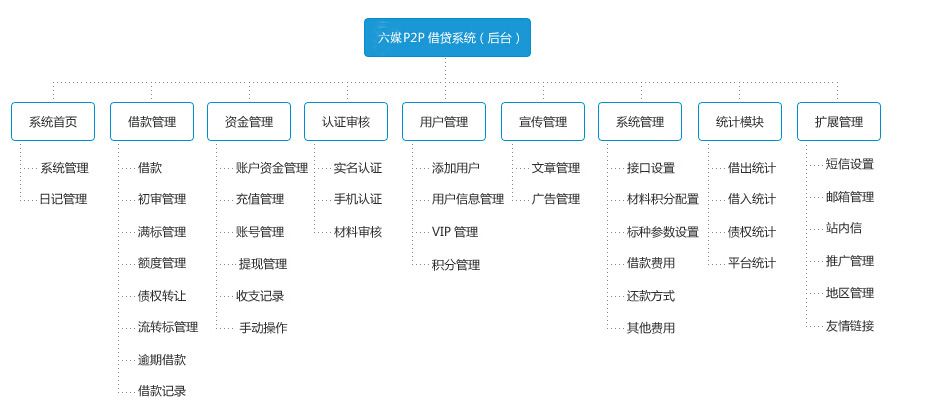 六媒P2P 借贷系统（后台）
系统首页
系统管理
日记管理
借款管理
借款
初审管理
满标管理
额度管理
债权转让
流转标管理
逾期借款
借款记录
资金管理
账户资金管理
充值管理
账号管理
提现管理
收支记录
手动操作
认证审核
实名认证
手机认证
材料审核
用户管理
添加用户
用户信息管理
VIP 管理
积分管理
宣传管理
文章管理
广告管理
系统管理
接口设置
材料积分配置
标种参数设置
借款费用
还款方式
其他费用
统计模块
借出统计
借入统计
债权统计
平台统计
扩展管理
短信设置
邮箱管理
站内信
推广管理
地区管理
友情链接